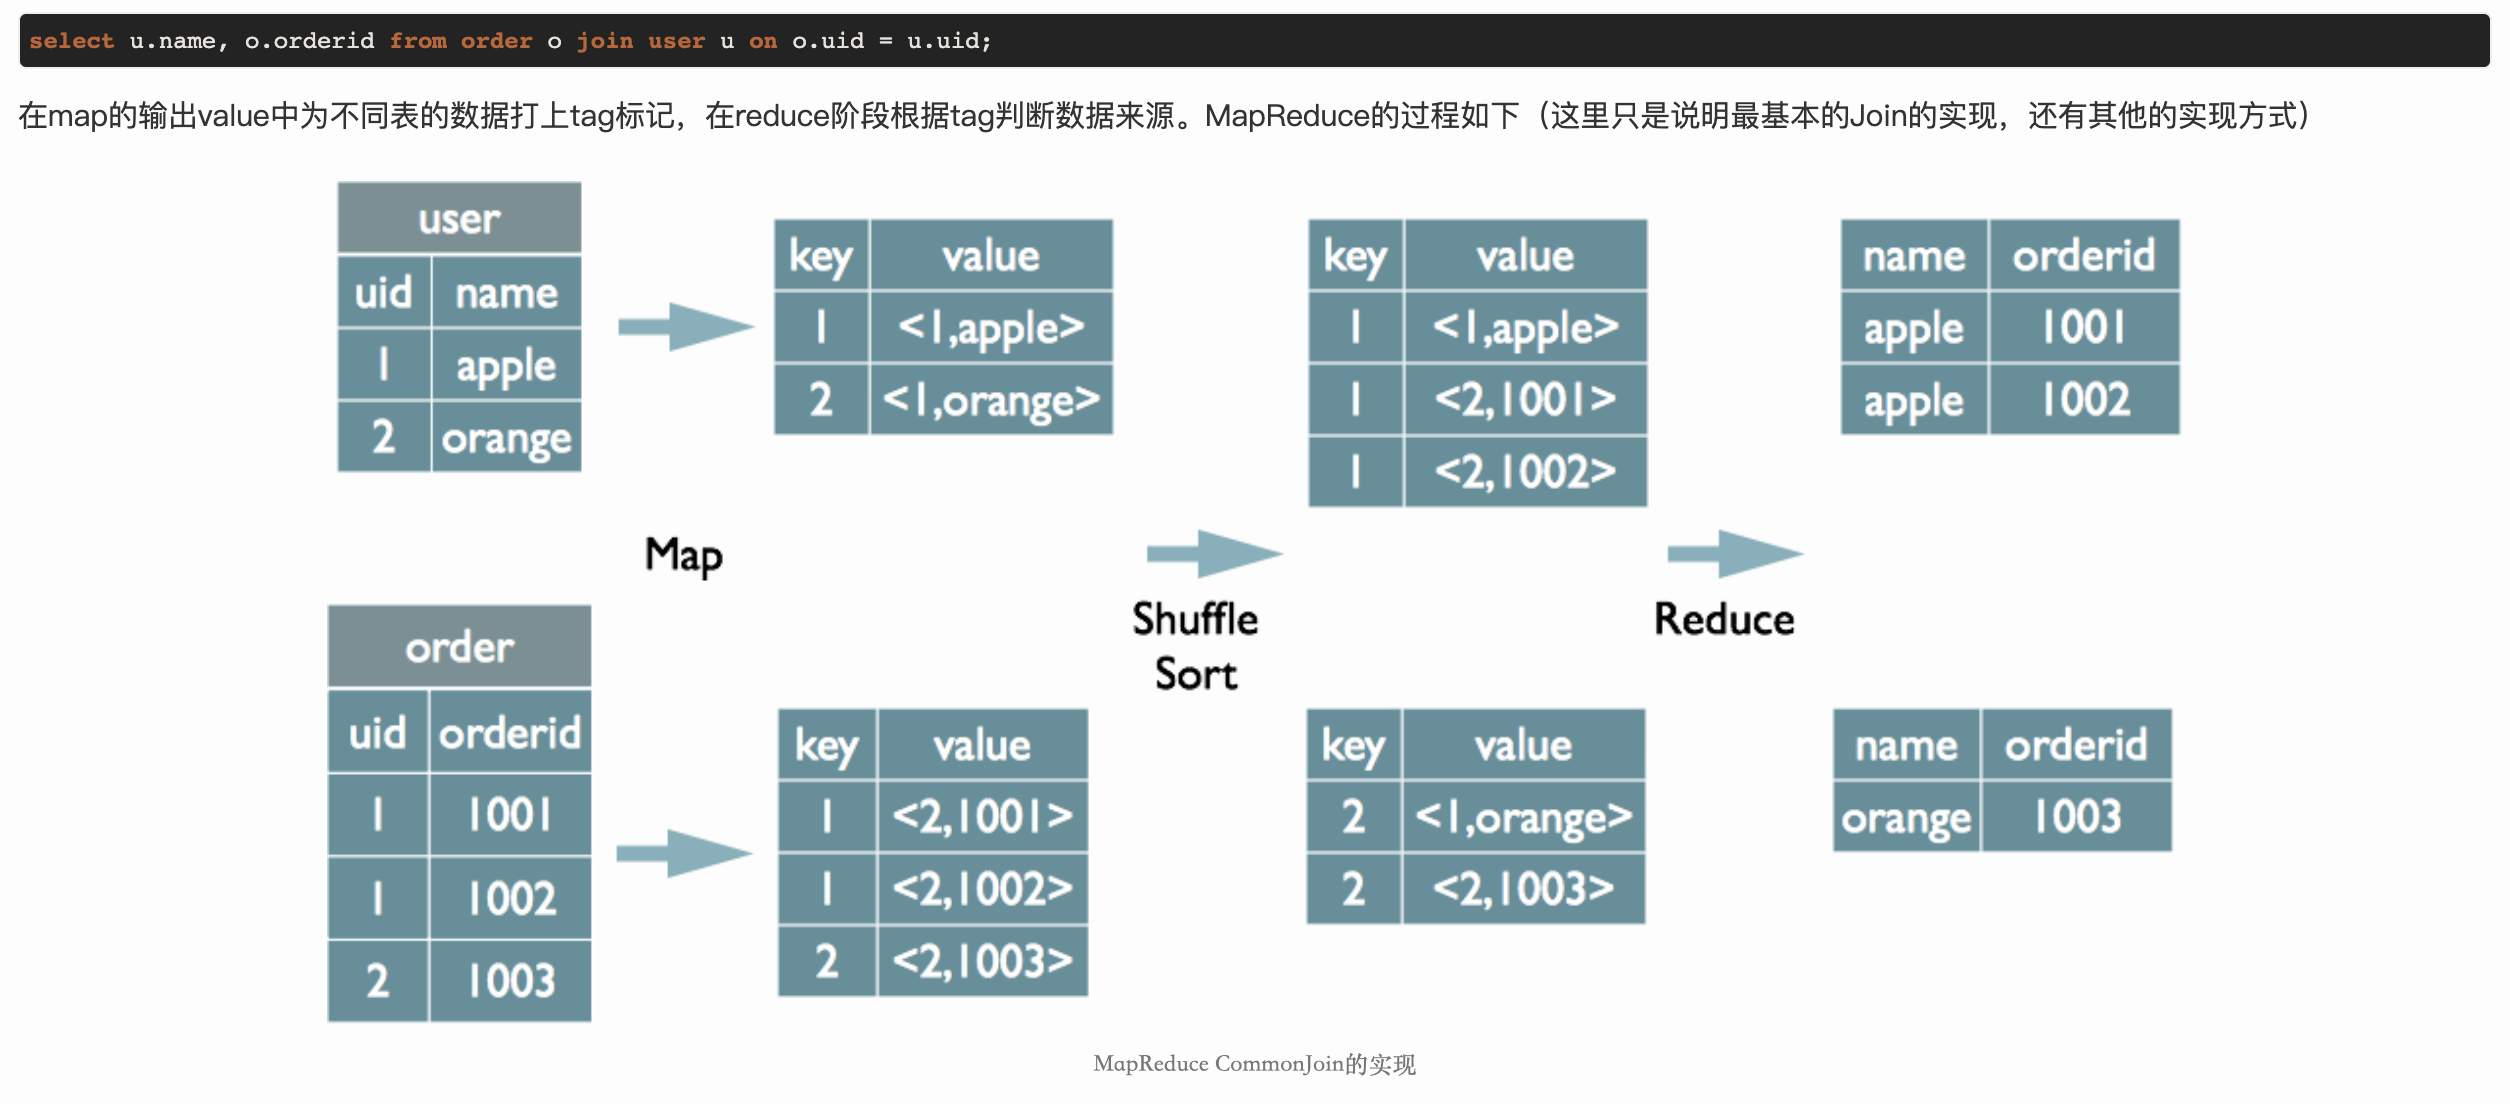 select u.name, o.orderid from order o join user u on o.uid = u.uid;
在map的输出value中为不同表的数据打上tag标记，在reduce阶段根据tag判断数据来源。MapReduce的过程如下（这里只是说明最基本的Join的实现，还有其他的实现方式）
user
uid name
1 apple
2 orange
key value
1 <1,apple>
2 <1,orange>
key value
1 <1,apple>
1 <2,1001>
1 <2,1002>
name orderid
apple 1001
apple 1002
Map
Shuffle
Sort
Reduce
order
uid orderid
1 1001
1 1002
2 1003
key value
1 <2,1001>
1 <2,1002>
2 <2,1003>
key value
2 <1,orange>
2 <2,1003>
name orderid
orange 1003
MapReduce CommonJoin的实现